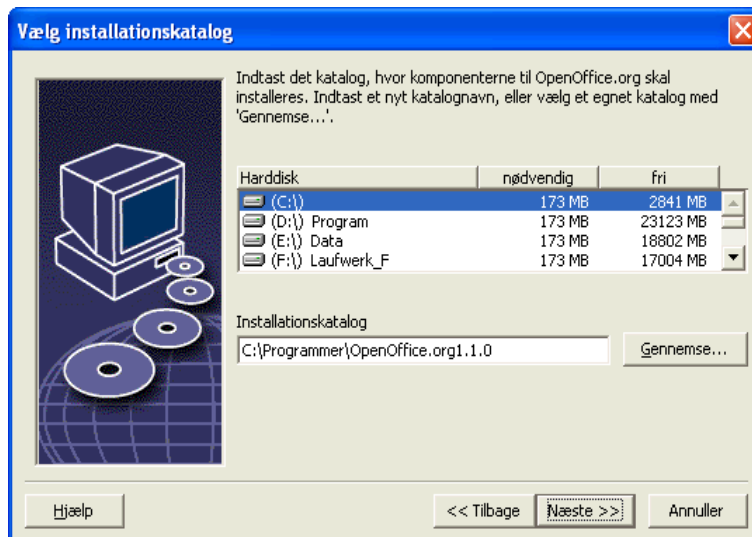 Vælg installationskatalog
Indtast det katalog, hvor komponenterne til OpenOffice.org skal
installeres. Indtast et nyt katalognavn, eller vælg et egnet katalog med
'Gennemse...'.
Harddisk nødvendig fri
(C:\) 173 MB 2841 MB
(D:\) Program 173 MB 23123 MB
(E:\) Data 173 MB 18802 MB
(F:\) Laufwerk_F 173 MB 17004 MB
Installationskatalog
C:\Programmer\OpenOffice.org1.1.0 Gennemse...
Hjælp << Tilbage Næste >> Annuller